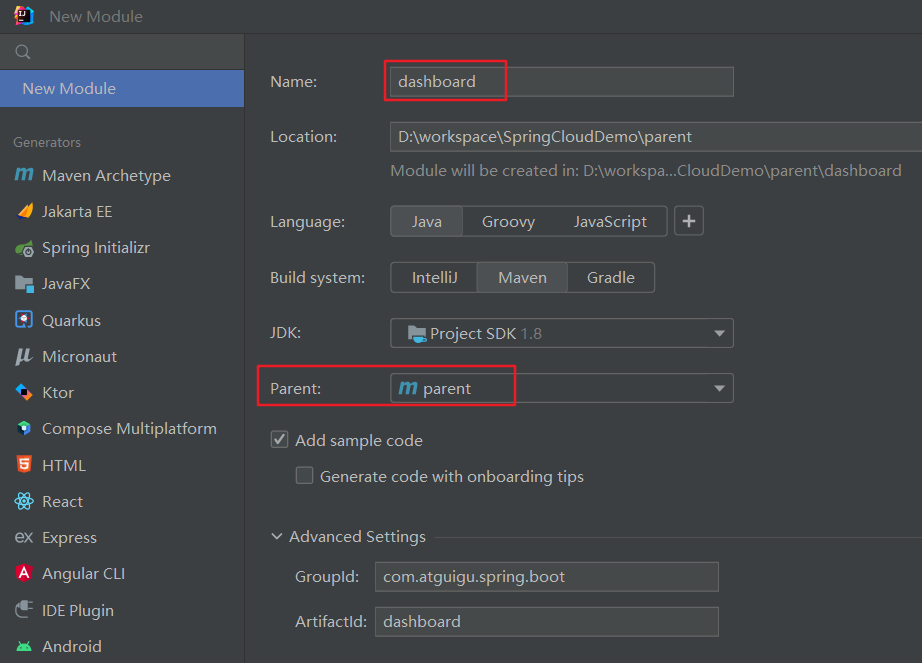 New Module
New Module
Generators
Maven Archetype
Jakarta EE
Spring Initializr
JavaFX
Quarkus
Micronaut
Ktor
Compose Multiplatform
HTML
React
Express
Angular CLI
IDE Plugin
Android
Name: dashboard
Location: D:\workspace\SpringCloudDemo\parent
Module will be created in: D:\workspa...CloudDemo\parent\dashboard
Language: Java Groovy JavaScript +
Build system: IntelliJ Maven Gradle
JDK: Project SDK 1.8
Parent: m parent
Add sample code
Generate code with onboarding tips
Advanced Settings
GroupId: com.atguigu.spring.boot
ArtifactId: dashboard